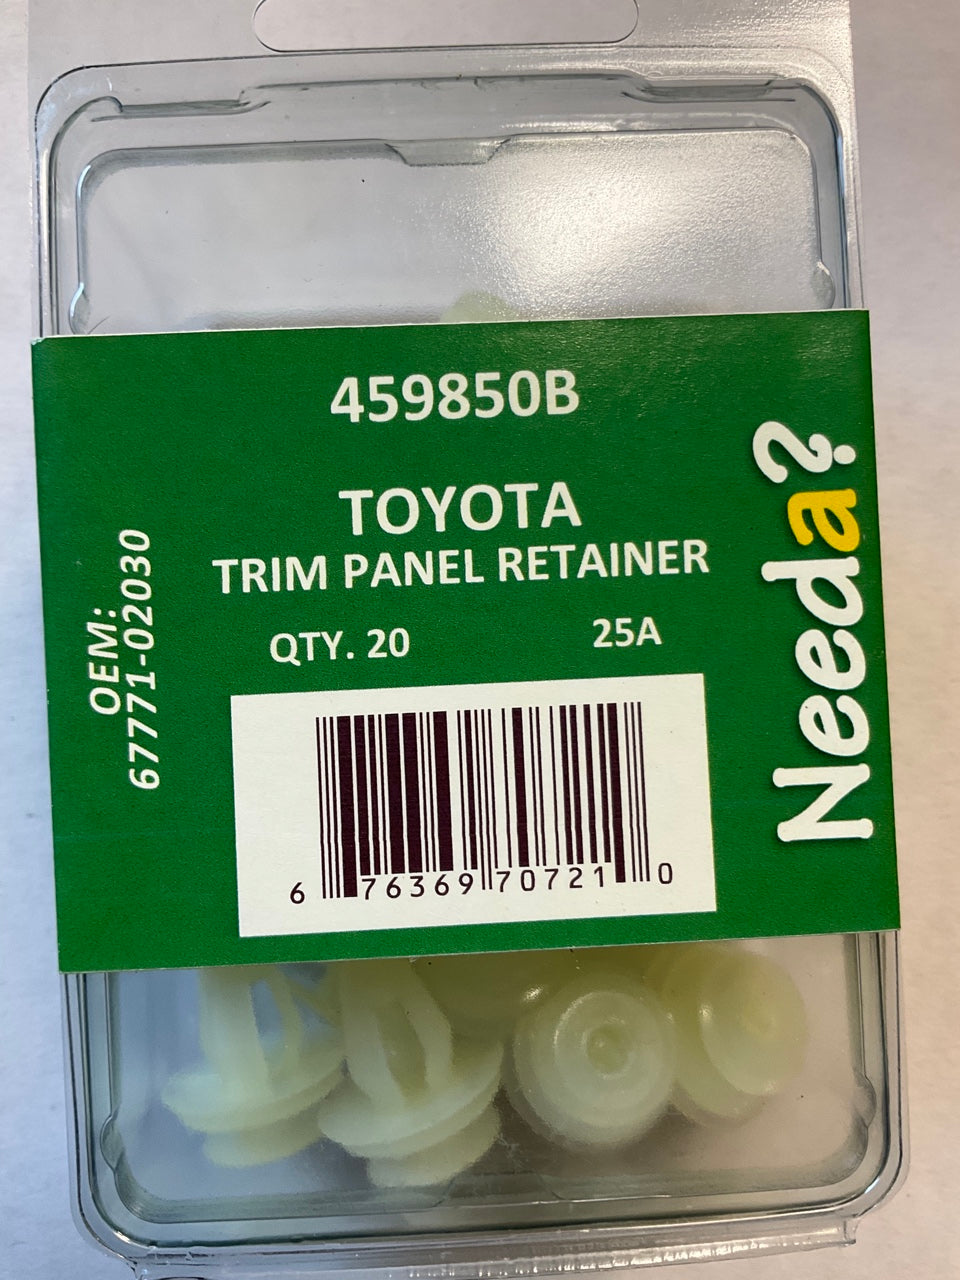 459850B
TOYOTA
TRIM PANEL RETAINER
QTY. 20 25A
OEM:
67771-02030
Needa?
6 76369 70721 0